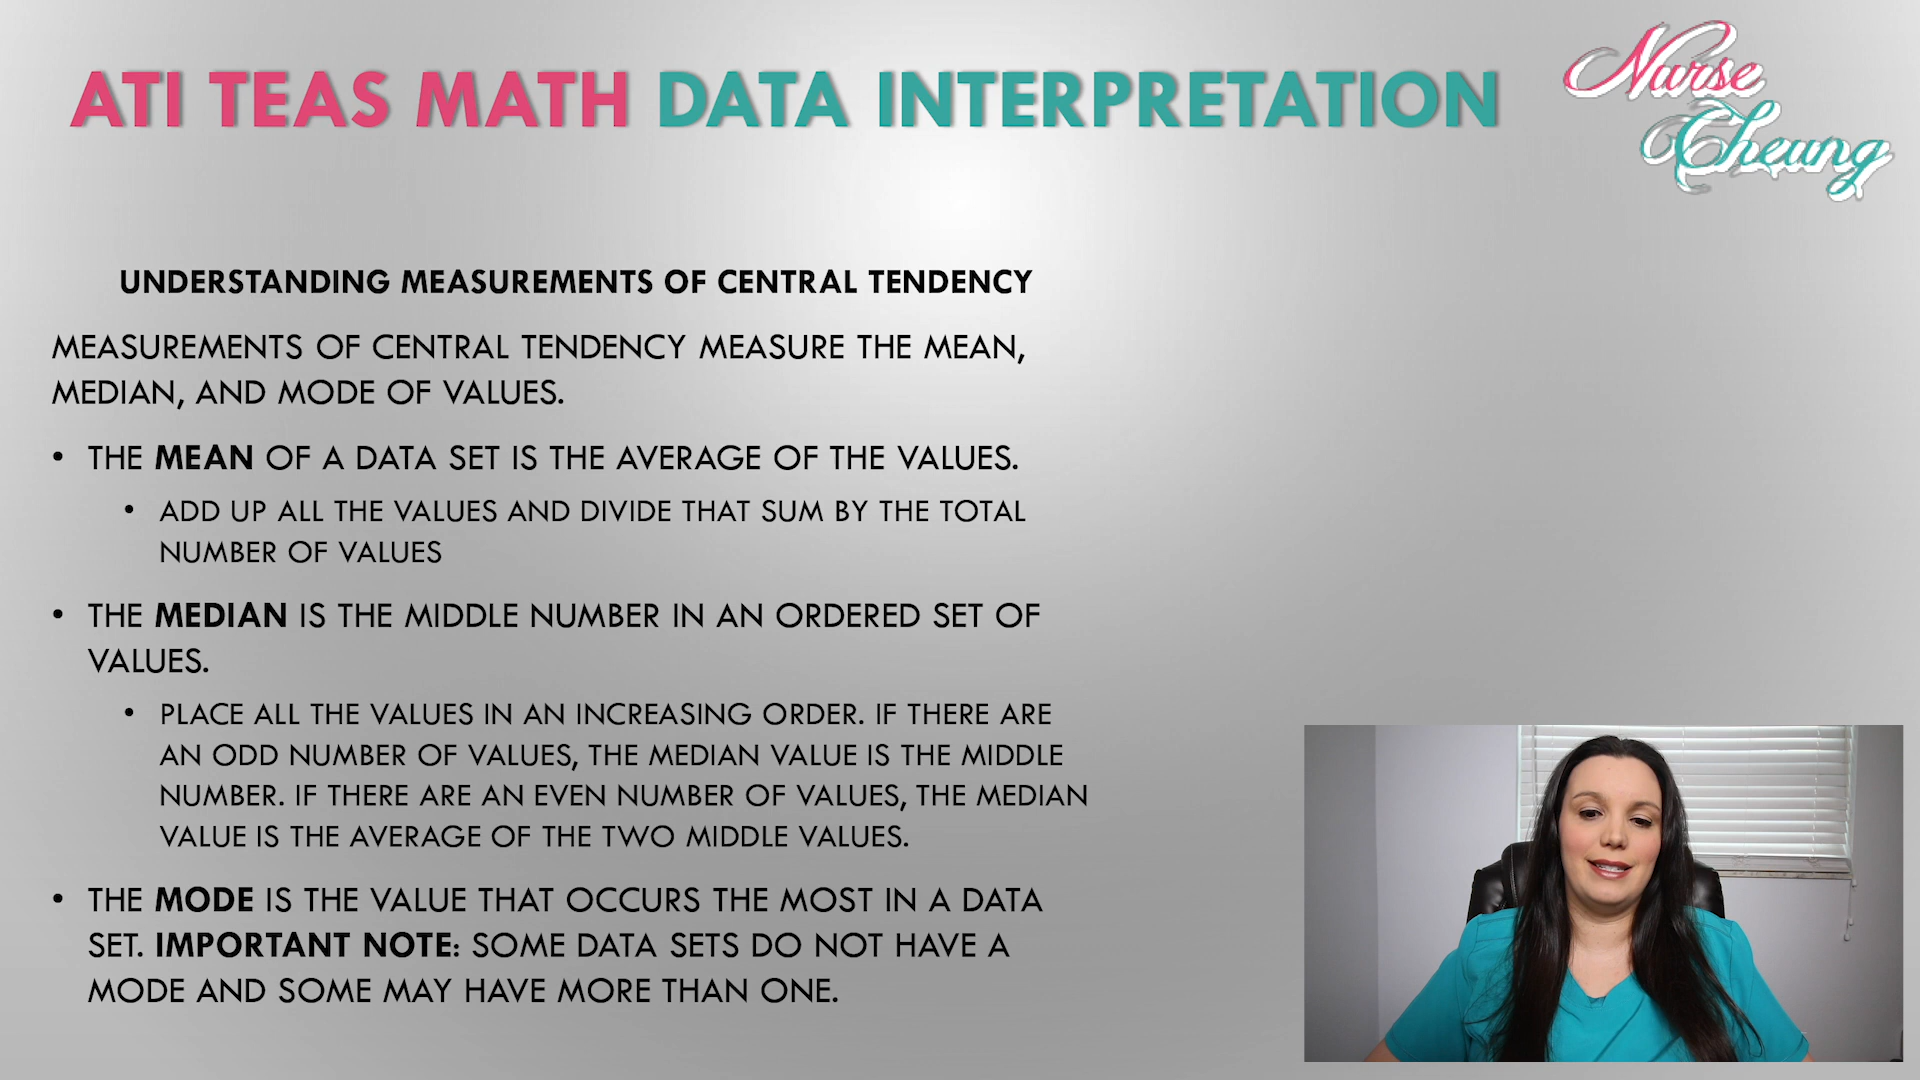 ATI TEAS MATH DATA INTERPRETATION
Nurse
Cheung
UNDERSTANDING MEASUREMENTS OF CENTRAL TENDENCY
MEASUREMENTS OF CENTRAL TENDENCY MEASURE THE MEAN,
MEDIAN, AND MODE OF VALUES.
• THE MEAN OF A DATA SET IS THE AVERAGE OF THE VALUES.
• ADD UP ALL THE VALUES AND DIVIDE THAT SUM BY THE TOTAL
NUMBER OF VALUES
• THE MEDIAN IS THE MIDDLE NUMBER IN AN ORDERED SET OF
VALUES.
• PLACE ALL THE VALUES IN AN INCREASING ORDER. IF THERE ARE
AN ODD NUMBER OF VALUES, THE MEDIAN VALUE IS THE MIDDLE
NUMBER. IF THERE ARE AN EVEN NUMBER OF VALUES, THE MEDIAN
VALUE IS THE AVERAGE OF THE TWO MIDDLE VALUES.
• THE MODE IS THE VALUE THAT OCCURS THE MOST IN A DATA
SET. IMPORTANT NOTE: SOME DATA SETS DO NOT HAVE A
MODE AND SOME MAY HAVE MORE THAN ONE.